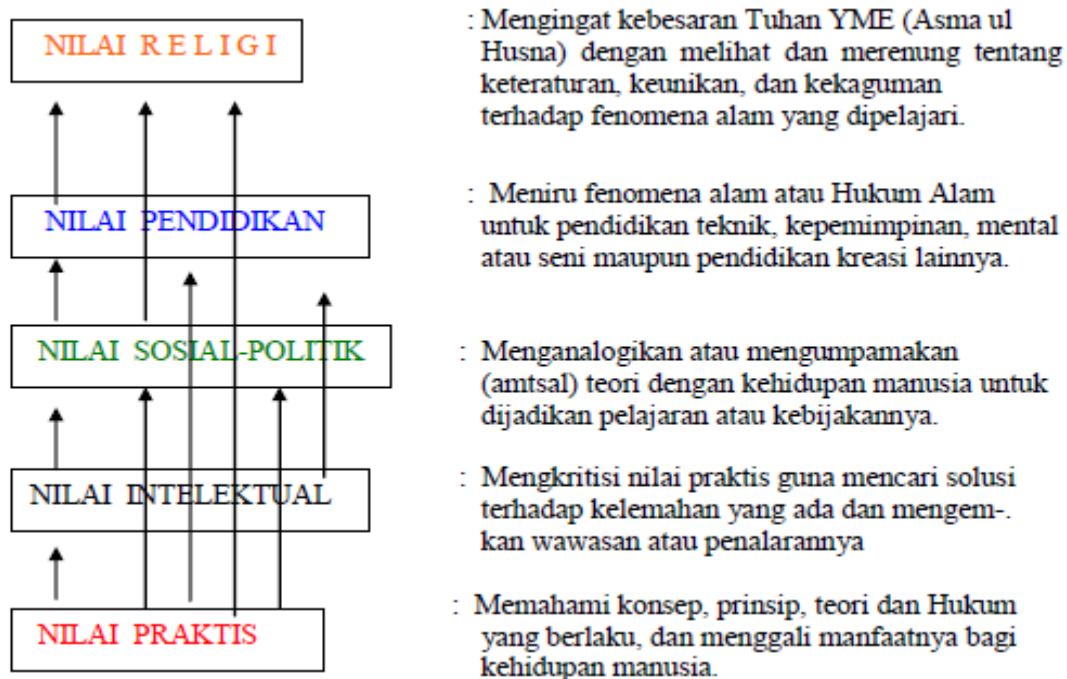 NILAI R E L I G I
: Mengingat kebesaran Tuhan YME (Asma ul
Husna) dengan melihat dan merenung tentang
keteraturan, keunikan, dan kekaguman
terhadap fenomena alam yang dipelajari.
NILAI PENDIDIKAN
: Meniru fenomena alam atau Hukum Alam
untuk pendidikan teknik, kepemimpinan, mental
atau seni maupun pendidikan kreasi lainnya.
NILAI SOSIAL-POLITIK
: Menganalogikan atau mengumpamakan
(amtsal) teori dengan kehidupan manusia untuk
dijadikan pelajaran atau kebijakannya.
NILAI INTELEKTUAL
: Mengkritisi nilai praktis guna mencari solusi
terhadap kelemahan yang ada dan mengem-.
kan wawasan atau penalarannya
NILAI PRAKTIS
: Memahami konsep, prinsip, teori dan Hukum
yang berlaku, dan menggali manfaatnya bagi
kehidupan manusia.